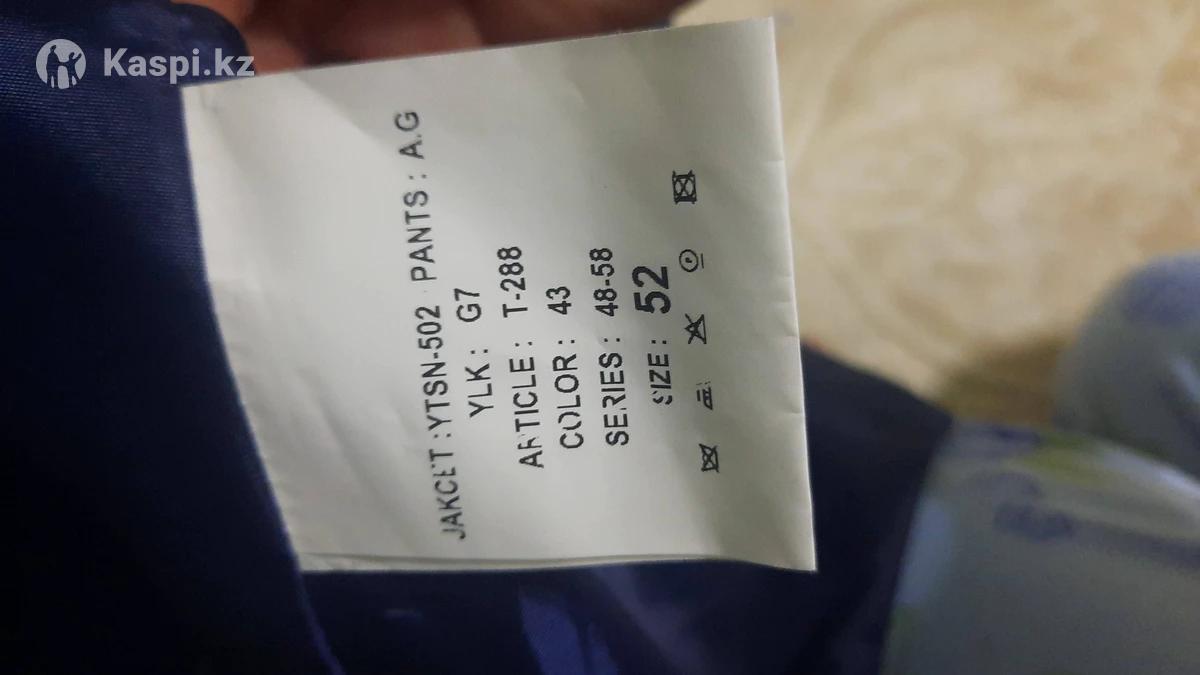 Kaspi.kz
JAKCET :YTSN-502 PANTS : A.G
YLK : G7
ARTICLE : T-288
COLOR : 43
SERIES : 48-58
SIZE : 52